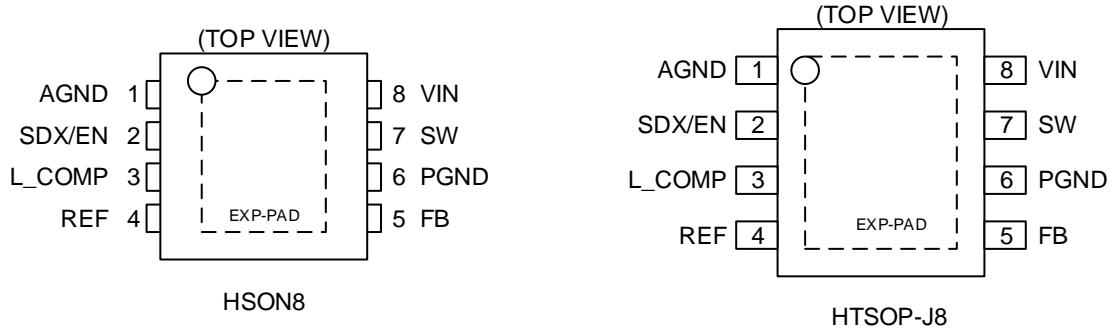 (TOP VIEW)
AGND 1 8 VIN
SDX/EN 2 7 SW
L_COMP 3 6 PGND
REF 4 EXP-PAD 5 FB
HSON8
(TOP VIEW)
AGND 1 8 VIN
SDX/EN 2 7 SW
L_COMP 3 6 PGND
REF 4 EXP-PAD 5 FB
HTSOP-J8